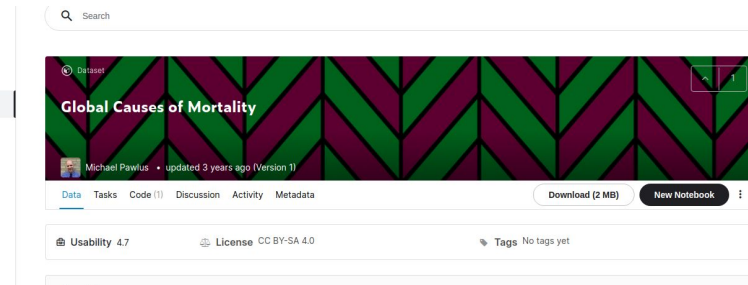 Search
Dataset
1
Global Causes of Mortality
Michael Pawlus • updated 3 years ago (Version 1)
Data Tasks Code (1) Discussion Activity Metadata Download (2 MB) New Notebook
Usability 4.7 License CC BY-SA 4.0 Tags No tags yet